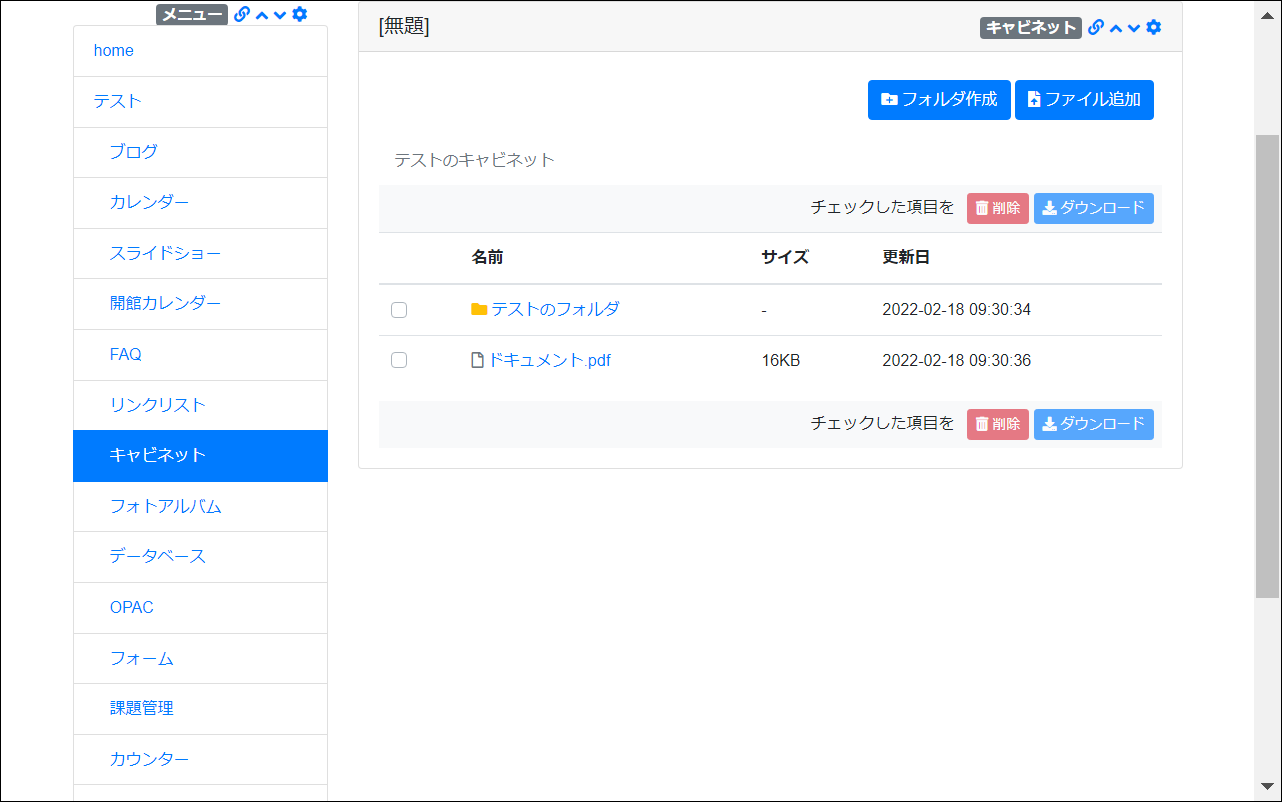 メニュー
home
テスト
ブログ
カレンダー
スライドショー
開館カレンダー
FAQ
リンクリスト
キャビネット
フォトアルバム
データベース
OPAC
フォーム
課題管理
カウンター
[無題]
キャビネット
フォルダ作成 ファイル追加
テストのキャビネット
チェックした項目を 削除 ダウンロード
名前 サイズ 更新日
テストのフォルダ - 2022-02-18 09:30:34
ドキュメント.pdf 16KB 2022-02-18 09:30:36
チェックした項目を 削除 ダウンロード